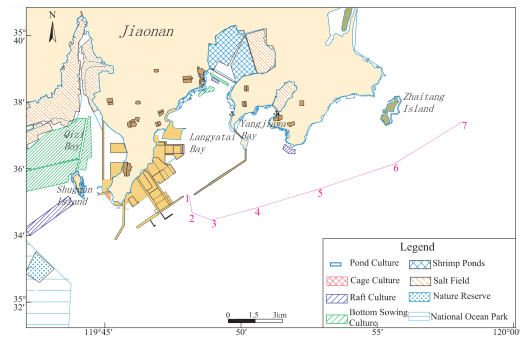 N
35°
40′
Jiaonan
38′
Zhaitang
Island
7
Qizi
Bay
Langyatai
Bay
Yangjiawa
Bay
36′
6
Shugan
Island
5
1
2
3
4
34′
35°
32′
Legend
Pond Culture
Shrimp Ponds
Cage Culture
Salt Field
Raft Culture
Nature Reserve
Bottom Sowing
Culture
National Ocean Park
0 1.5 3km
119°45′
50′
55′
120°00′